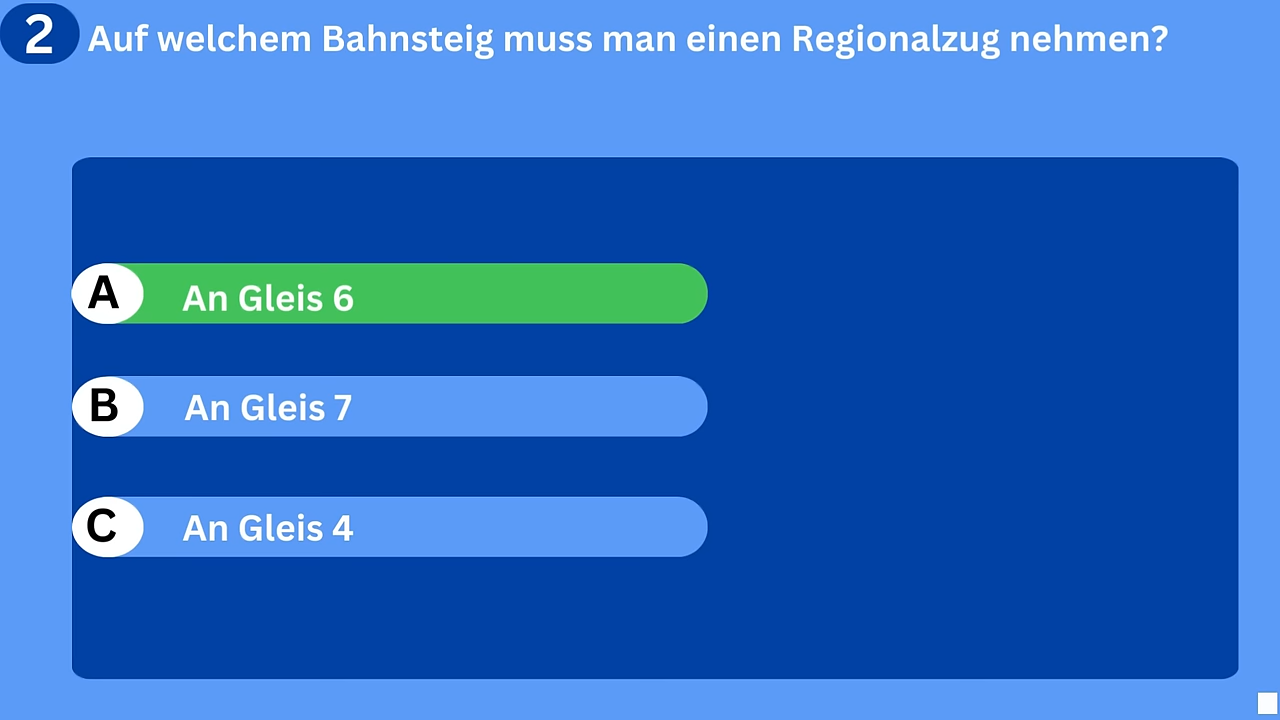 2 Auf welchem Bahnsteig muss man einen Regionalzug nehmen?
A An Gleis 6
B An Gleis 7
C An Gleis 4